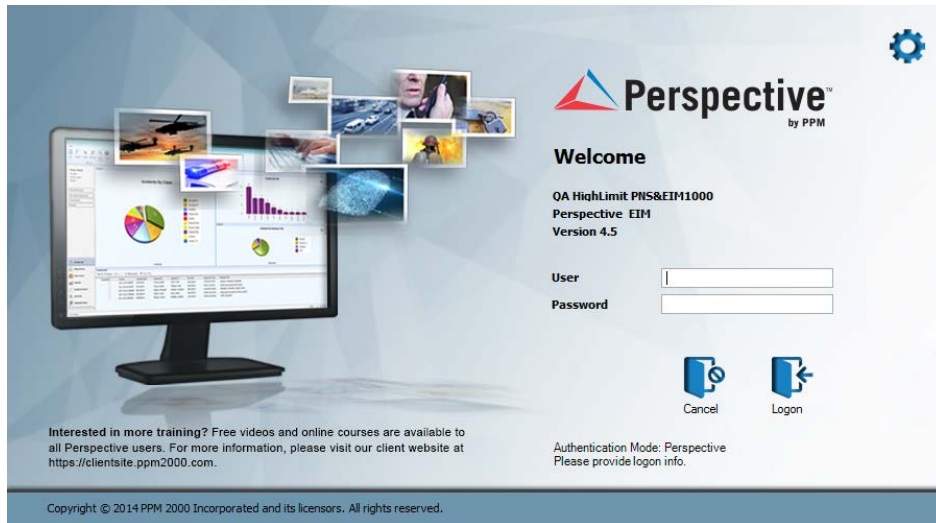 Perspective™
by PPM
Welcome
QA HighLimit PNS&EIM1000
Perspective EIM
Version 4.5
User
Password
Cancel
Logon
Interested in more training? Free videos and online courses are available to
all Perspective users. For more information, please visit our client website at
https://clientsite.ppm2000.com.
Authentication Mode: Perspective
Please provide logon info.
Copyright © 2014 PPM 2000 Incorporated and its licensors. All rights reserved.